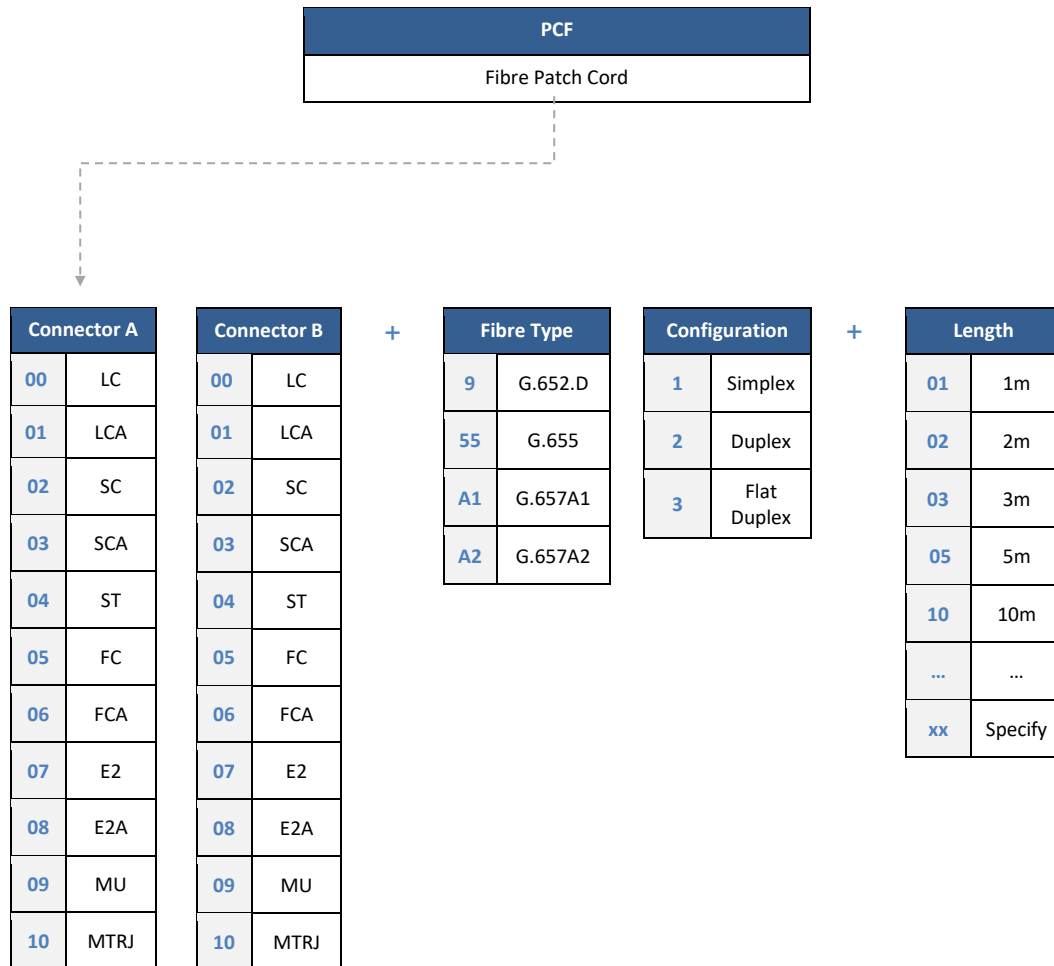 PCF
Fibre Patch Cord
Connector A
00 LC
01 LCA
02 SC
03 SCA
04 ST
05 FC
06 FCA
07 E2
08 E2A
09 MU
10 MTRJ
Connector B
00 LC
01 LCA
02 SC
03 SCA
04 ST
05 FC
06 FCA
07 E2
08 E2A
09 MU
10 MTRJ
+
Fibre Type
9 G.652.D
55 G.655
A1 G.657A1
A2 G.657A2
Configuration
1 Simplex
2 Duplex
3 Flat
Duplex
+
Length
01 1m
02 2m
03 3m
05 5m
10 10m
... ...
xx Specify